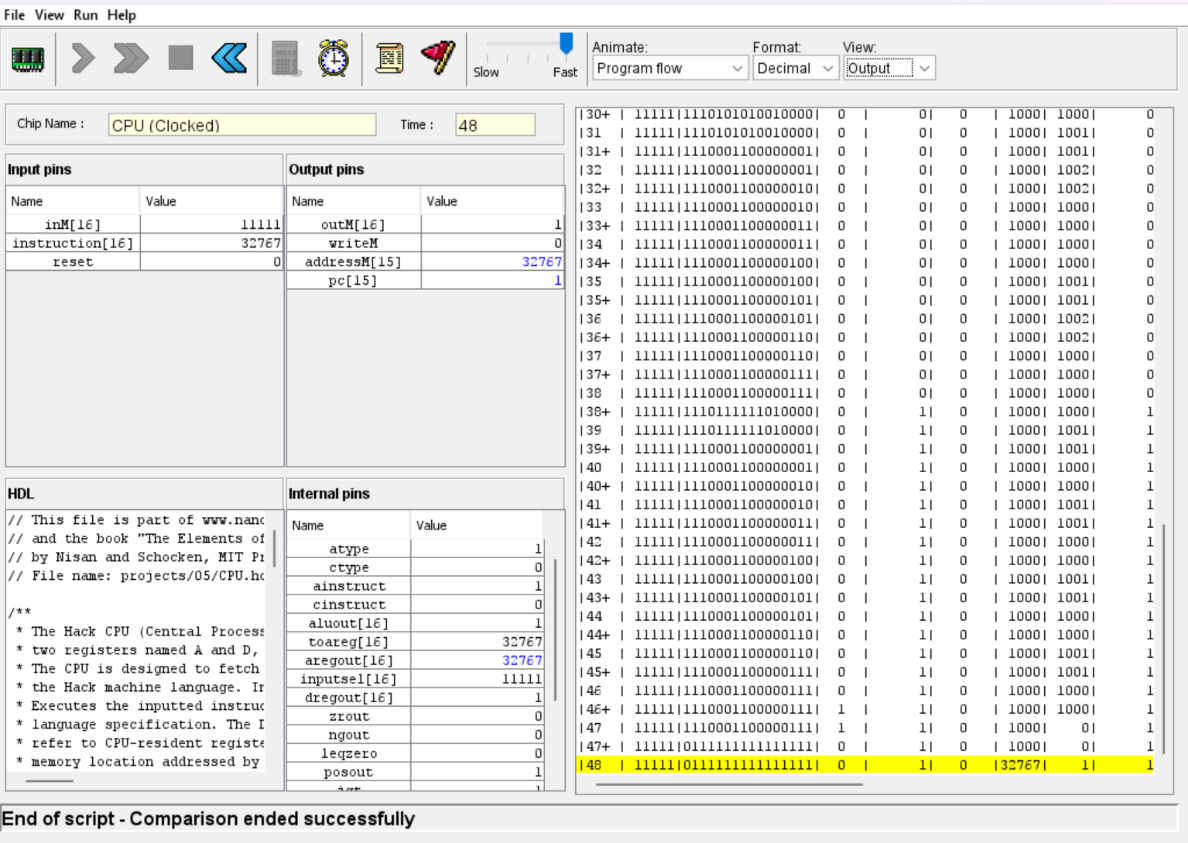 File View Run Help
Animate: Format: View:
Slow Fast Program flow Decimal Output
Chip Name : CPU (Clocked) Time : 48
Input pins
Name Value
inM[16] 11111
instruction[16] 32767
reset 0
Output pins
Name Value
outM[16] 1
writeM 0
addressM[15] 32767
pc[15] 1
HDL
// This file is part of www.nanc
// and the book "The Elements of
// by Nisan and Schocken, MIT Pr
// File name: projects/05/CPU.hc
/**
* The Hack CPU (Central Process
* two registers named A and D,
* The CPU is designed to fetch
* the Hack machine language. Ir
* Executes the inputted instruc
* language specification. The I
* refer to CPU-resident registe
* memory location addressed by
Internal pins
Name Value
atype 1
ctype 0
ainstruct 1
cinstruct 0
aluout[16] 1
toareg[16] 32767
aregout[16] 32767
inputsel[16] 11111
dregout[16] 1
zrout 0
ngout 0
leqzero 0
posout 1
|30+ | 11111|1110101010010000| 0 | 0| 0 | 1000| 1000| 0
|31 | 11111|1110101010010000| 0 | 0| 0 | 1000| 1001| 0
|31+ | 11111|1110001100000001| 0 | 0| 0 | 1000| 1001| 0
|32 | 11111|1110001100000001| 0 | 0| 0 | 1000| 1002| 0
|32+ | 11111|1110001100000010| 0 | 0| 0 | 1000| 1002| 0
|33 | 11111|1110001100000010| 0 | 0| 0 | 1000| 1000| 0
|33+ | 11111|1110001100000011| 0 | 0| 0 | 1000| 1000| 0
|34 | 11111|1110001100000011| 0 | 0| 0 | 1000| 1000| 0
|34+ | 11111|1110001100000100| 0 | 0| 0 | 1000| 1000| 0
|35 | 11111|1110001100000100| 0 | 0| 0 | 1000| 1001| 0
|35+ | 11111|1110001100000101| 0 | 0| 0 | 1000| 1001| 0
|36 | 11111|1110001100000101| 0 | 0| 0 | 1000| 1002| 0
|36+ | 11111|1110001100000110| 0 | 0| 0 | 1000| 1002| 0
|37 | 11111|1110001100000110| 0 | 0| 0 | 1000| 1000| 0
|37+ | 11111|1110001100000111| 0 | 0| 0 | 1000| 1000| 0
|38 | 11111|1110001100000111| 0 | 0| 0 | 1000| 1000| 0
|38+ | 11111|1110111111010000| 0 | 1| 0 | 1000| 1000| 1
|39 | 11111|1110111111010000| 0 | 1| 0 | 1000| 1001| 1
|39+ | 11111|1110001100000001| 0 | 1| 0 | 1000| 1001| 1
|40 | 11111|1110001100000001| 0 | 1| 0 | 1000| 1000| 1
|40+ | 11111|1110001100000010| 0 | 1| 0 | 1000| 1000| 1
|41 | 11111|1110001100000010| 0 | 1| 0 | 1000| 1001| 1
|41+ | 11111|1110001100000011| 0 | 1| 0 | 1000| 1001| 1
|42 | 11111|1110001100000011| 0 | 1| 0 | 1000| 1000| 1
|42+ | 11111|1110001100000100| 0 | 1| 0 | 1000| 1000| 1
|43 | 11111|1110001100000100| 0 | 1| 0 | 1000| 1001| 1
|43+ | 11111|1110001100000101| 0 | 1| 0 | 1000| 1001| 1
|44 | 11111|1110001100000101| 0 | 1| 0 | 1000| 1000| 1
|44+ | 11111|1110001100000110| 0 | 1| 0 | 1000| 1000| 1
|45 | 11111|1110001100000110| 0 | 1| 0 | 1000| 1001| 1
|45+ | 11111|1110001100000111| 0 | 1| 0 | 1000| 1001| 1
|46 | 11111|1110001100000111| 0 | 1| 0 | 1000| 1000| 1
|46+ | 11111|1110001100000111| 1 | 1| 0 | 1000| 1000| 1
|47 | 11111|1110001100000111| 1 | 1| 0 | 1000| 0| 1
|47+ | 11111|0111111111111111| 0 | 1| 0 | 1000| 0| 1
|48 | 11111|0111111111111111| 0 | 1| 0 |32767| 1| 1
End of script - Comparison ended successfully